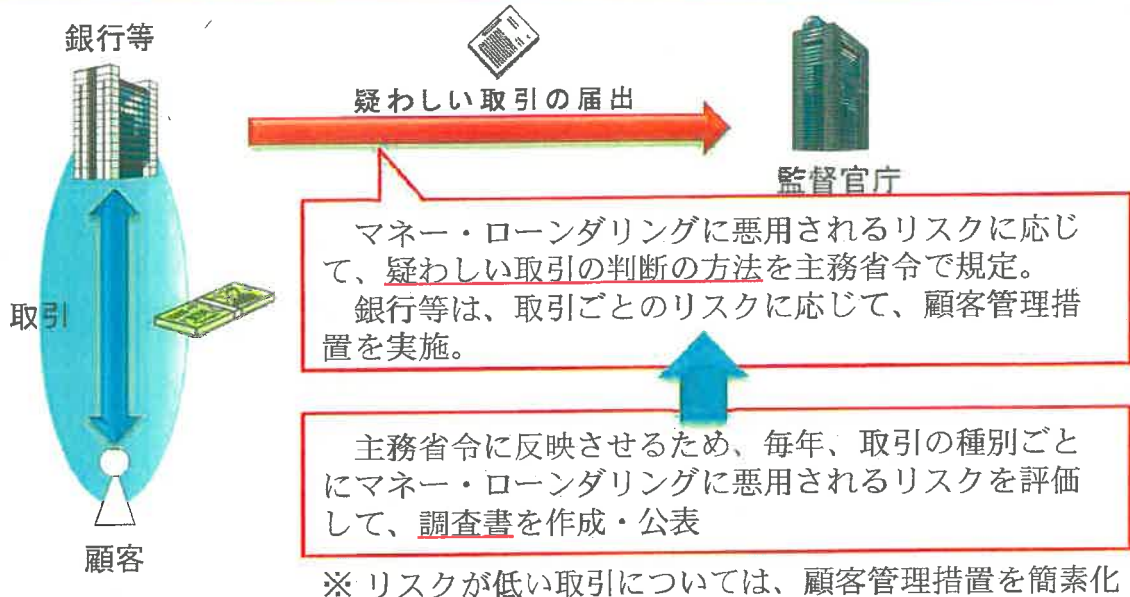 銀行等
疑わしい取引の届出
監督官庁
マネー・ローンダリングに悪用されるリスクに応じ
て、疑わしい取引の判断の方法を主務省令で規定。
銀行等は、取引ごとのリスクに応じて、顧客管理措
置を実施。
取引
主務省令に反映させるため、毎年、取引の種別ごと
にマネー・ローンダリングに悪用されるリスクを評価
して、調査書を作成・公表
顧客
※ リスクが低い取引については、顧客管理措置を簡素化